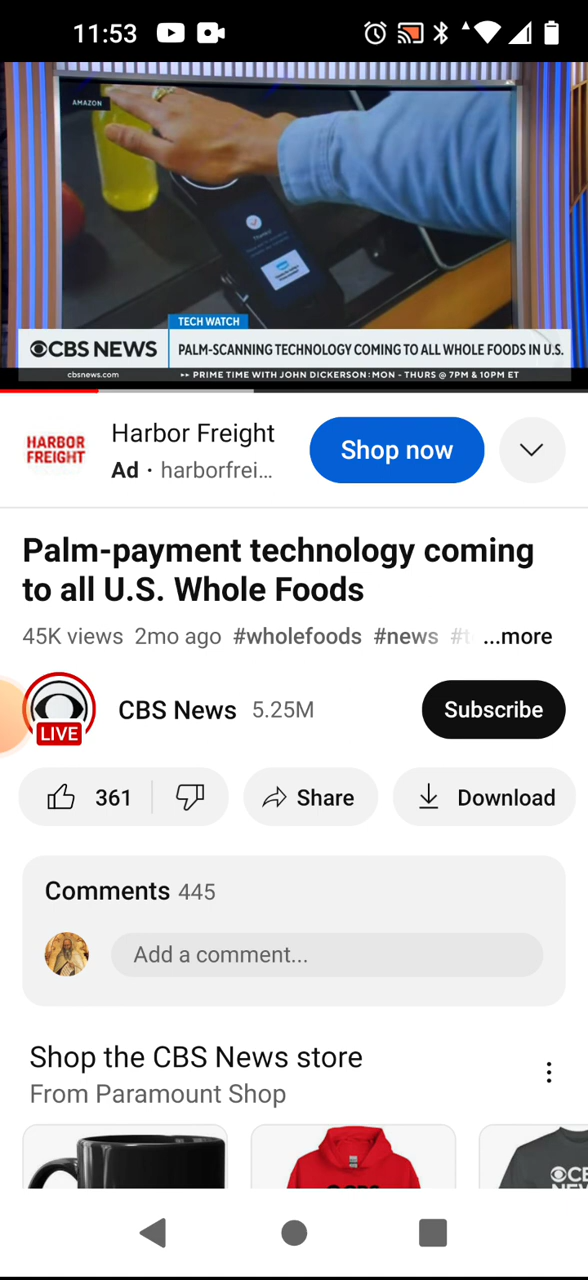 11:53
AMAZON
TECH WATCH
CBS NEWS
PALM-SCANNING TECHNOLOGY COMING TO ALL WHOLE FOODS IN U.S.
cbsnews.com
PRIME TIME WITH JOHN DICKERSON: MON - THURS @ 7PM & 10PM ET
HARBOR
FREIGHT
Harbor Freight
Ad · harborfrei...
Shop now
Palm-payment technology coming
to all U.S. Whole Foods
45K views 2mo ago #wholefoods #news #t ...more
LIVE
CBS News 5.25M
Subscribe
361
Share
Download
Comments 445
Add a comment...
Shop the CBS News store
From Paramount Shop